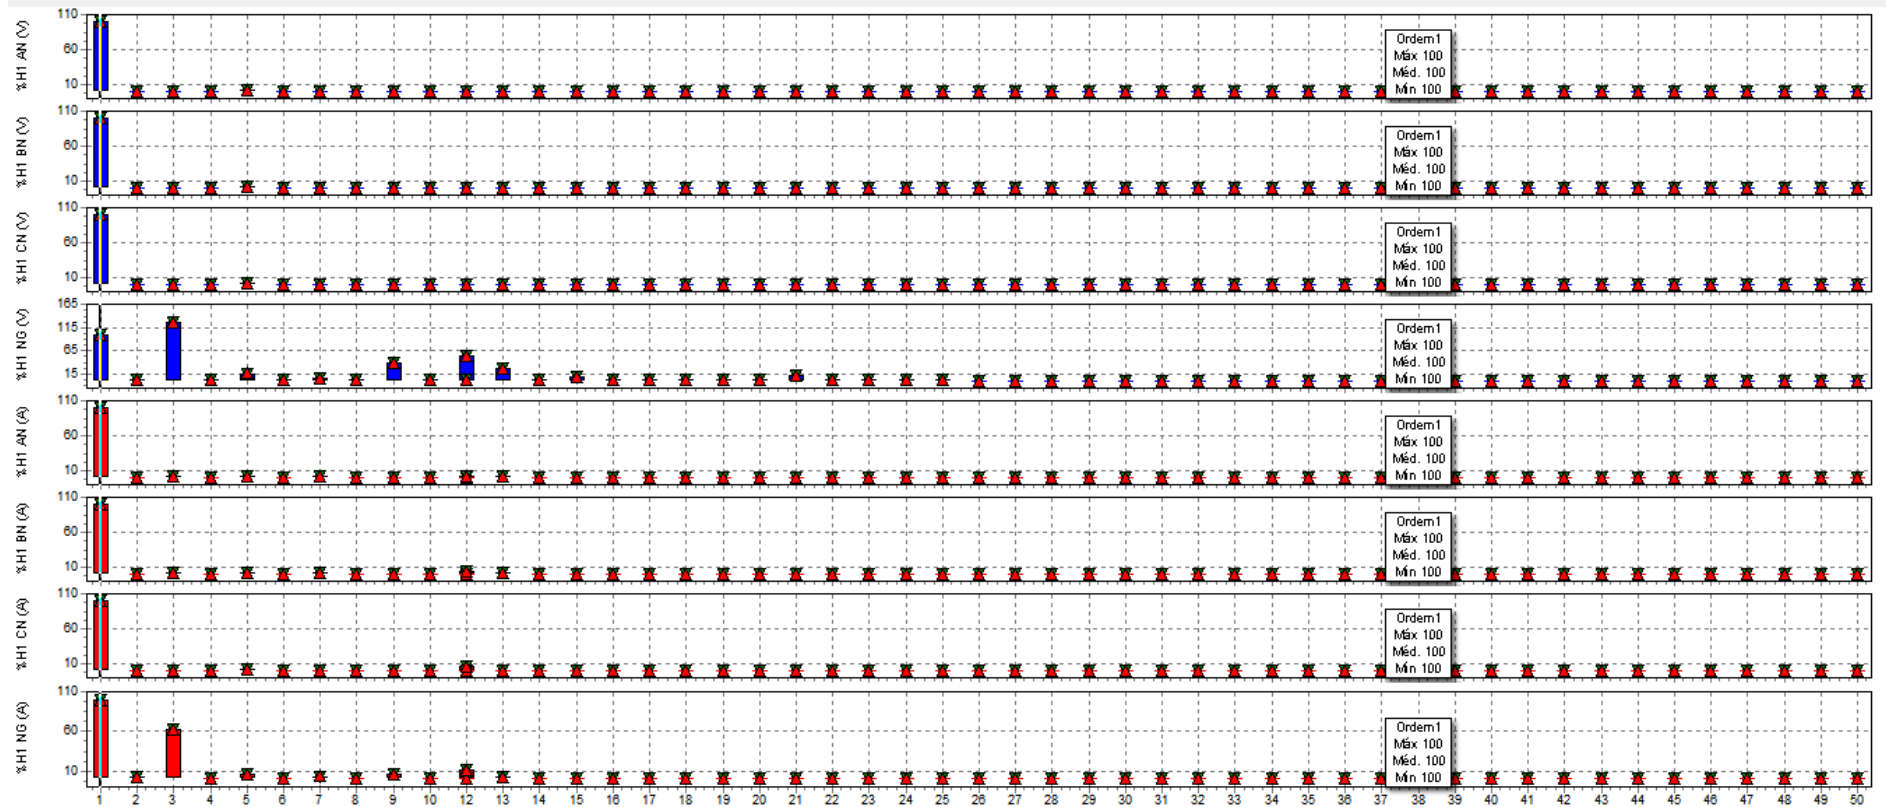 %H1 AN (V)
110
60
10
Ordem1
Máx 100
Méd. 100
Mín 100
%H1 BN (V)
110
60
10
Ordem1
Máx 100
Méd. 100
Mín 100
%H1 CN (V)
110
60
10
Ordem1
Máx 100
Méd. 100
Mín 100
%H1 NG (V)
165
115
65
15
Ordem1
Máx 100
Méd. 100
Mín 100
%H1 AN (A)
110
60
10
Ordem1
Máx 100
Méd. 100
Mín 100
%H1 BN (A)
110
60
10
Ordem1
Máx 100
Méd. 100
Mín 100
%H1 CN (A)
110
60
10
Ordem1
Máx 100
Méd. 100
Mín 100
%H1 NG (A)
110
60
10
Ordem1
Máx 100
Méd. 100
Mín 100
1 2 3 4 5 6 7 8 9 10 11 12 13 14 15 16 17 18 19 20 21 22 23 24 25 26 27 28 29 30 31 32 33 34 35 36 37 38 39 40 41 42 43 44 45 46 47 48 49 50